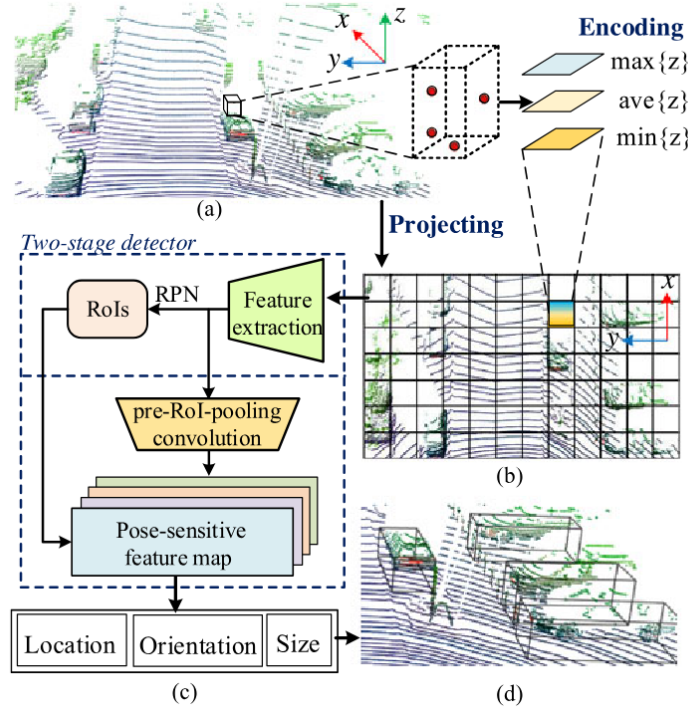 Encoding
x
z
y
max{z}
ave{z}
min{z}
(a)
Projecting
Two-stage detector
RoIs
RPN
Feature
extraction
x
y
pre-RoI-pooling
convolution
(b)
Pose-sensitive
feature map
Location
Orientation
Size
(c)
(d)